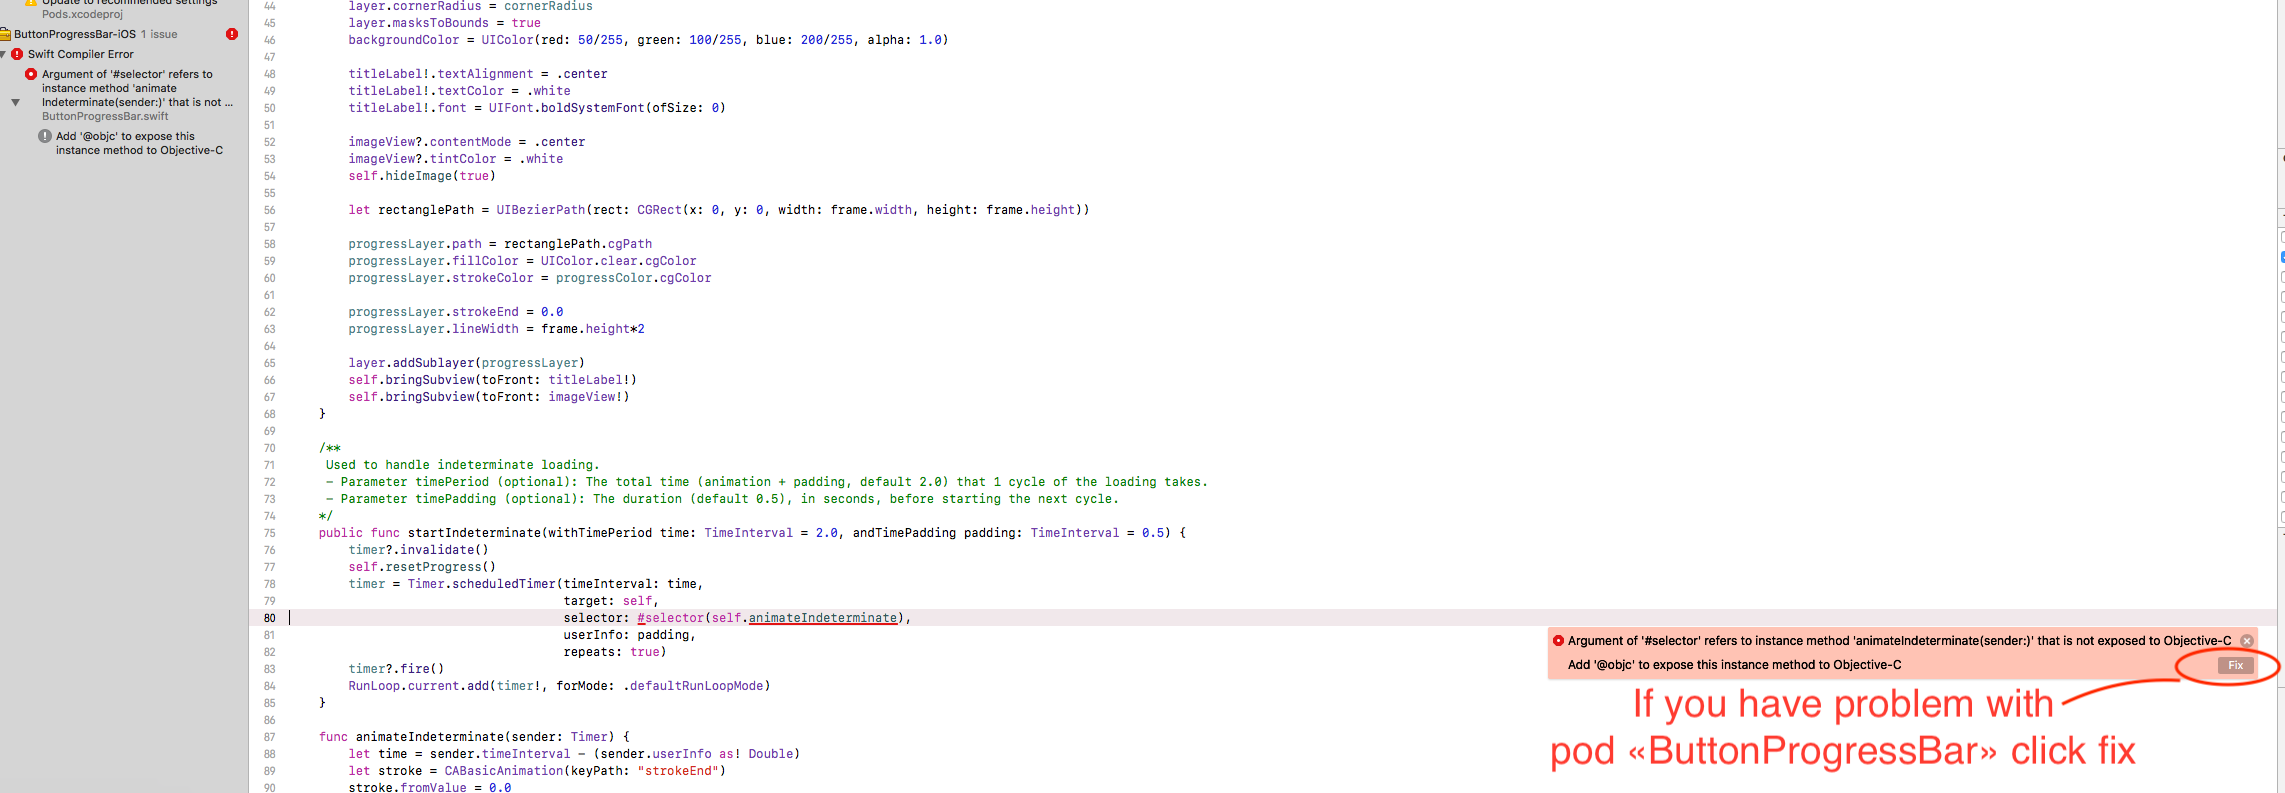 Update to recommended settings
Pods.xcodeproj
ButtonProgressBar-iOS 1 issue
Swift Compiler Error
Argument of '#selector' refers to
instance method 'animate
Indeterminate(sender:)' that is not ...
ButtonProgressBar.swift
Add '@objc' to expose this
instance method to Objective-C
44 layer.cornerRadius = cornerRadius
45 layer.masksToBounds = true
46 backgroundColor = UIColor(red: 50/255, green: 100/255, blue: 200/255, alpha: 1.0)
47
48 titleLabel!.textAlignment = .center
49 titleLabel!.textColor = .white
50 titleLabel!.font = UIFont.boldSystemFont(ofSize: 0)
51
52 imageView?.contentMode = .center
53 imageView?.tintColor = .white
54 self.hideImage(true)
55
56 let rectanglePath = UIBezierPath(rect: CGRect(x: 0, y: 0, width: frame.width, height: frame.height))
57
58 progressLayer.path = rectanglePath.cgPath
59 progressLayer.fillColor = UIColor.clear.cgColor
60 progressLayer.strokeColor = progressColor.cgColor
61
62 progressLayer.strokeEnd = 0.0
63 progressLayer.lineWidth = frame.height*2
64
65 layer.addSublayer(progressLayer)
66 self.bringSubview(toFront: titleLabel!)
67 self.bringSubview(toFront: imageView!)
68 }
69
70 /**
71 Used to handle indeterminate loading.
72 - Parameter timePeriod (optional): The total time (animation + padding, default 2.0) that 1 cycle of the loading takes.
73 - Parameter timePadding (optional): The duration (default 0.5), in seconds, before starting the next cycle.
74 */
75 public func startIndeterminate(withTimePeriod time: TimeInterval = 2.0, andTimePadding padding: TimeInterval = 0.5) {
76 timer?.invalidate()
77 self.resetProgress()
78 timer = Timer.scheduledTimer(timeInterval: time,
79 target: self,
80 selector: #selector(self.animateIndeterminate),
81 userInfo: padding,
82 repeats: true)
83 timer?.fire()
84 RunLoop.current.add(timer!, forMode: .defaultRunLoopMode)
85 }
86
87 func animateIndeterminate(sender: Timer) {
88 let time = sender.timeInterval - (sender.userInfo as! Double)
89 let stroke = CABasicAnimation(keyPath: "strokeEnd")
90 stroke.fromValue = 0.0
Argument of '#selector' refers to instance method 'animateIndeterminate(sender:)' that is not exposed to Objective-C
Add '@objc' to expose this instance method to Objective-C Fix
If you have problem with
pod «ButtonProgressBar» click fix